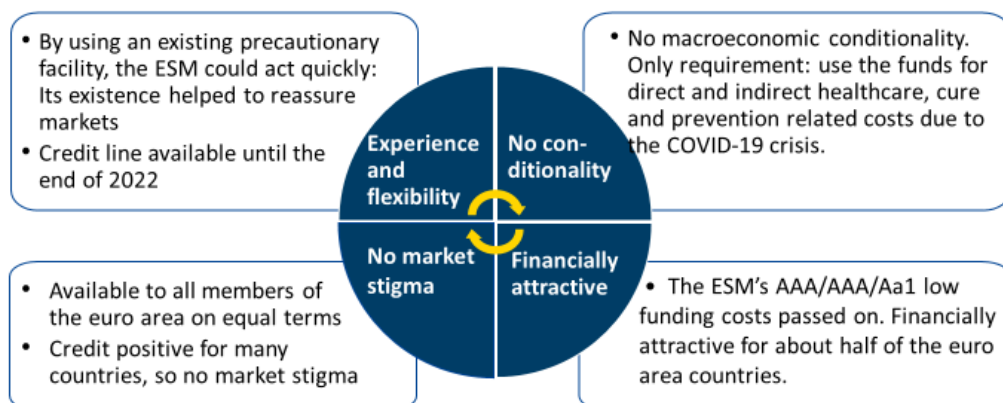 • By using an existing precautionary
facility, the ESM could act quickly:
Its existence helped to reassure
markets
• Credit line available until the
end of 2022
• No macroeconomic conditionality.
Only requirement: use the funds for
direct and indirect healthcare, cure
and prevention related costs due to
the COVID-19 crisis.
Experience
and
flexibility
No con-
ditionality
No market
stigma
Financially
attractive
• Available to all members of
the euro area on equal terms
• Credit positive for many
countries, so no market stigma
• The ESM's AAA/AAA/Aa1 low
funding costs passed on. Financially
attractive for about half of the euro
area countries.